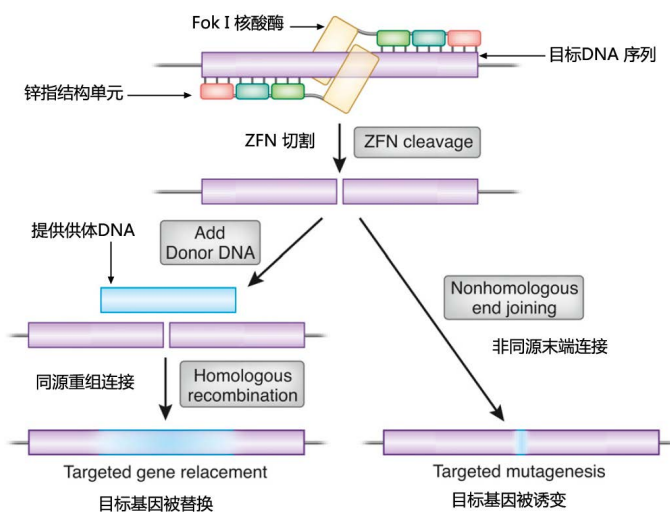 Fok I 核酸酶
目标DNA 序列
锌指结构单元
ZFN 切割
ZFN cleavage
提供供体DNA
Add
Donor DNA
Nonhomologous
end joining
非同源末端连接
同源重组连接
Homologous
recombination
Targeted gene relacement
Targeted mutagenesis
目标基因被替换
目标基因被诱变